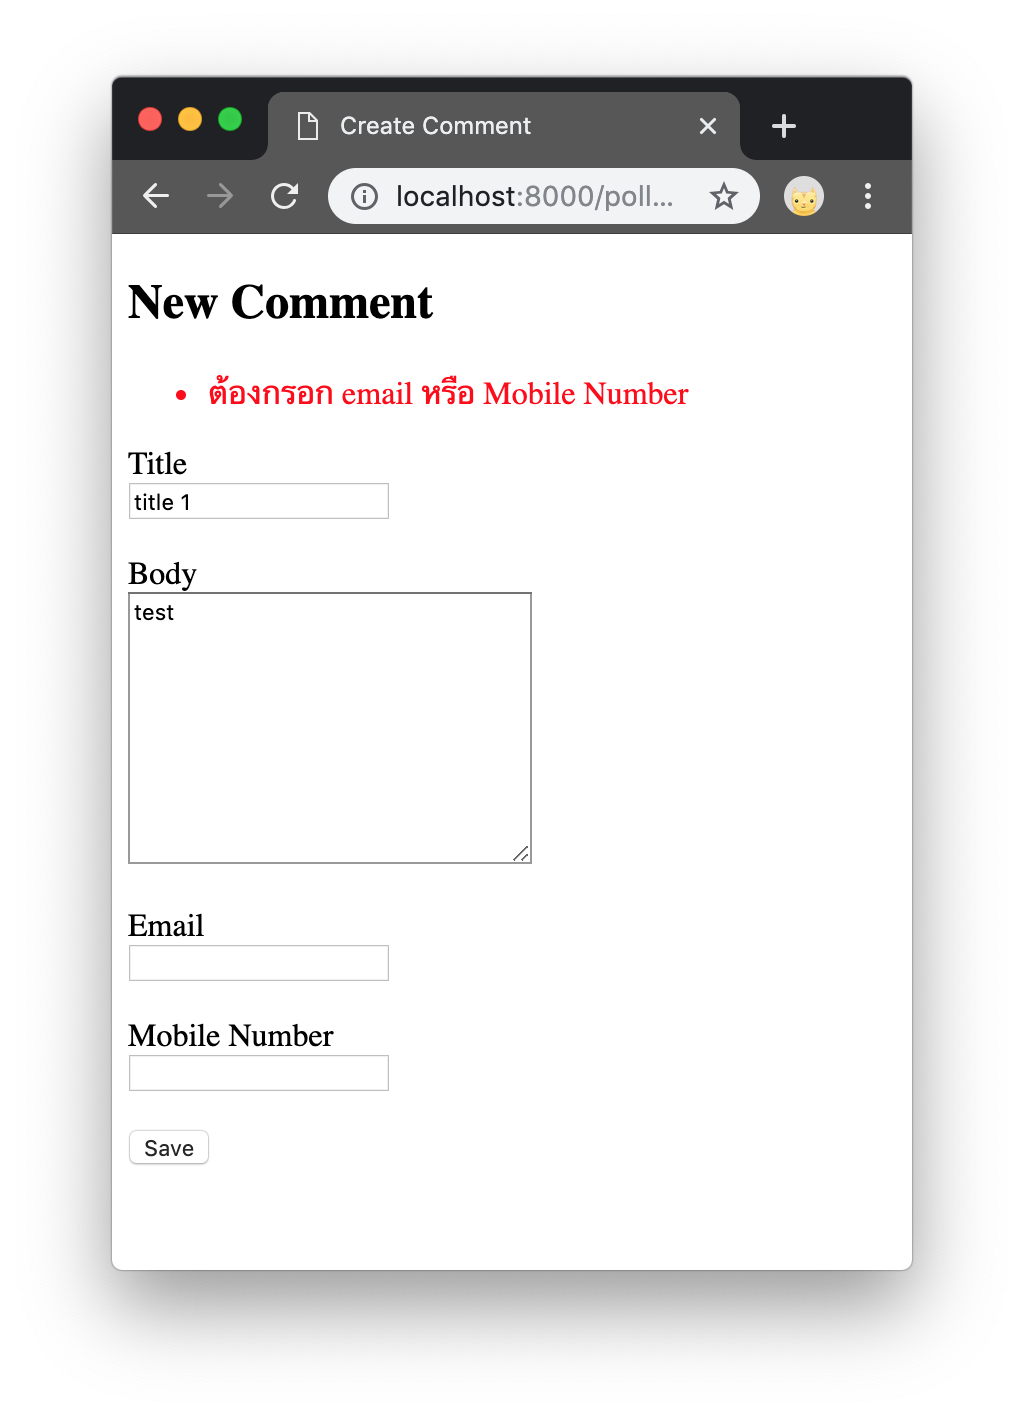 Create Comment
localhost:8000/poll...
New Comment
• ต้องกรอก email หรือ Mobile Number
Title
title 1
Body
test
Email
Mobile Number
Save